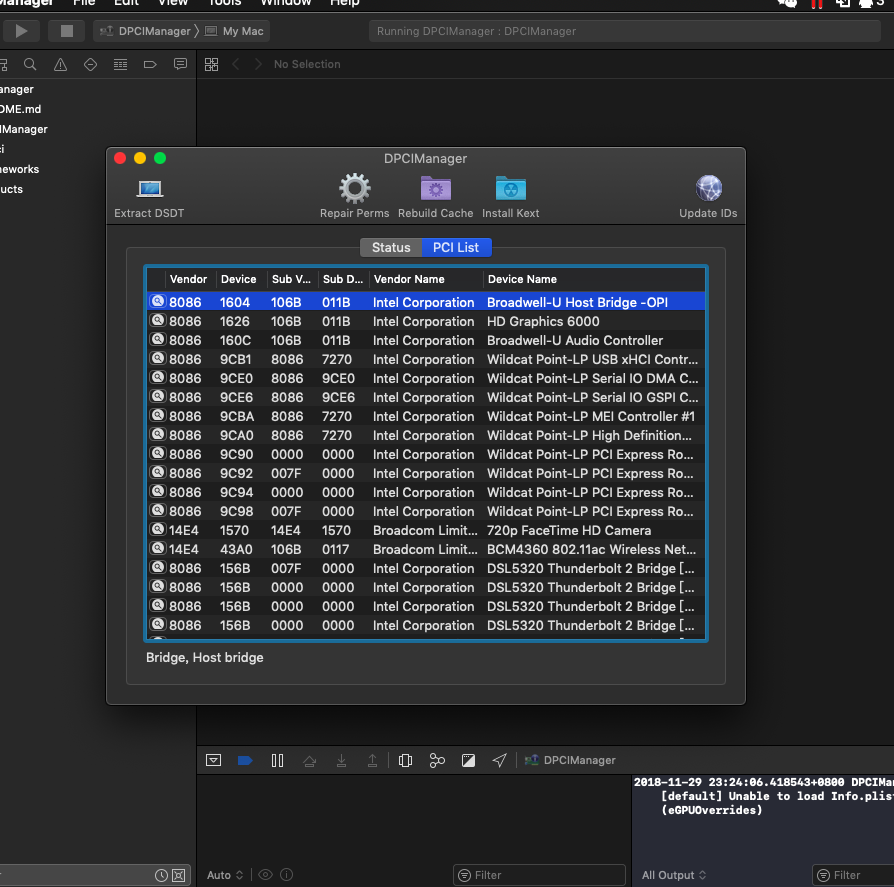 Manager File Edit View Tools Window Help 3
DPCIManager My Mac Running DPCIManager : DPCIManager
No Selection
anager
OME.md
IManager
ci
neworks
ucts
DPCIManager
Extract DSDT Repair Perms Rebuild Cache Install Kext Update IDs
Status PCI List
Vendor Device Sub V... Sub D... Vendor Name Device Name
8086 1604 106B 011B Intel Corporation Broadwell-U Host Bridge -OPI
8086 1626 106B 011B Intel Corporation HD Graphics 6000
8086 160C 106B 011B Intel Corporation Broadwell-U Audio Controller
8086 9CB1 8086 7270 Intel Corporation Wildcat Point-LP USB xHCI Contr...
8086 9CE0 8086 9CE0 Intel Corporation Wildcat Point-LP Serial IO DMA C...
8086 9CE6 8086 9CE6 Intel Corporation Wildcat Point-LP Serial IO GSPI C...
8086 9CBA 8086 7270 Intel Corporation Wildcat Point-LP MEI Controller #1
8086 9CA0 8086 7270 Intel Corporation Wildcat Point-LP High Definition...
8086 9C90 0000 0000 Intel Corporation Wildcat Point-LP PCI Express Ro...
8086 9C92 007F 0000 Intel Corporation Wildcat Point-LP PCI Express Ro...
8086 9C94 0000 0000 Intel Corporation Wildcat Point-LP PCI Express Ro...
8086 9C98 007F 0000 Intel Corporation Wildcat Point-LP PCI Express Ro...
14E4 1570 14E4 1570 Broadcom Limit... 720p FaceTime HD Camera
14E4 43A0 106B 0117 Broadcom Limit... BCM4360 802.11ac Wireless Net...
8086 156B 007F 0000 Intel Corporation DSL5320 Thunderbolt 2 Bridge [...
8086 156B 0000 0000 Intel Corporation DSL5320 Thunderbolt 2 Bridge [...
8086 156B 0000 0000 Intel Corporation DSL5320 Thunderbolt 2 Bridge [...
8086 156B 0000 0000 Intel Corporation DSL5320 Thunderbolt 2 Bridge [...
Bridge, Host bridge
DPCIManager
2018-11-29 23:24:06.418543+0800 DPCIMa
[default] Unable to load Info.plis
(eGPUOverrides)
Auto Filter All Output Filter